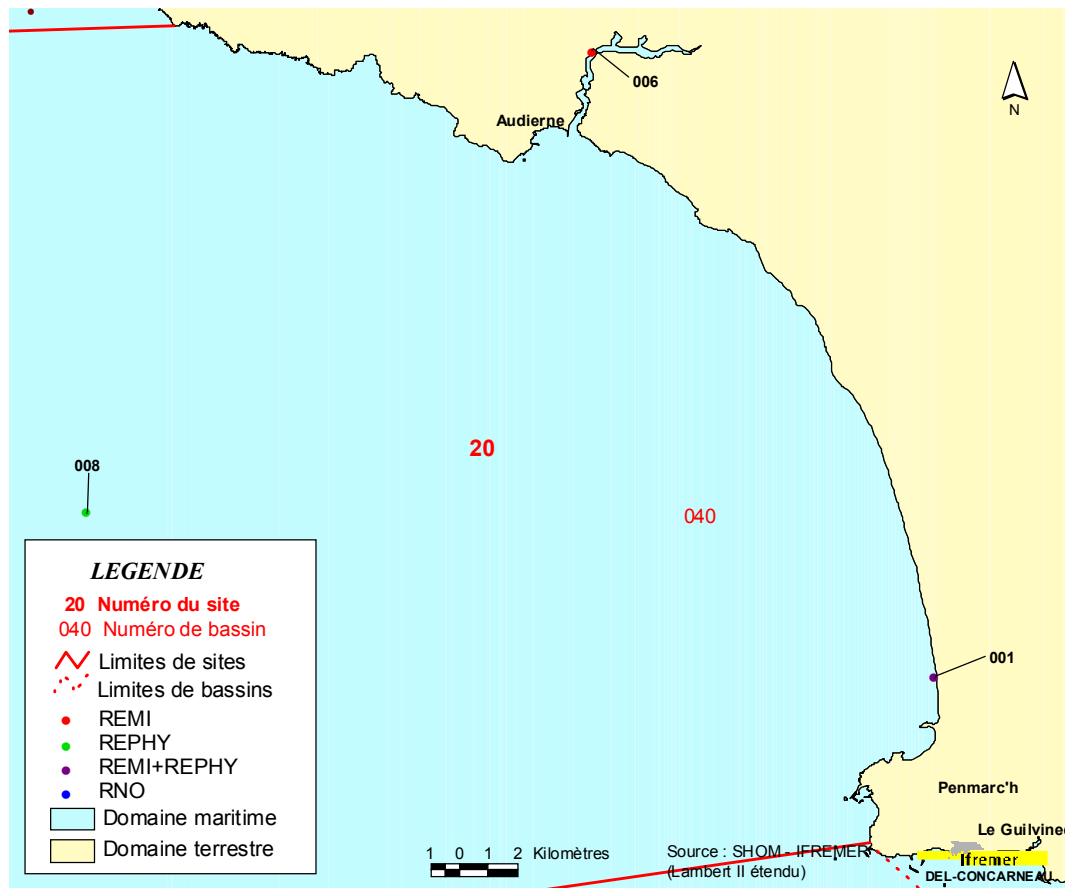 006
N
Audierne
20
008
040
LEGENDE
20 Numéro du site
040 Numéro de bassin
Limites de sites
Limites de bassins
REMI
REPHY
REMI+REPHY
RNO
Domaine maritime
Domaine terrestre
001
Penmarc'h
Le Guilvinec
1 0 1 2 Kilomètres
Source : SHOM - IFREMER
(Lambert II étendu)
Ifremer
DEL-CONCARNEAU